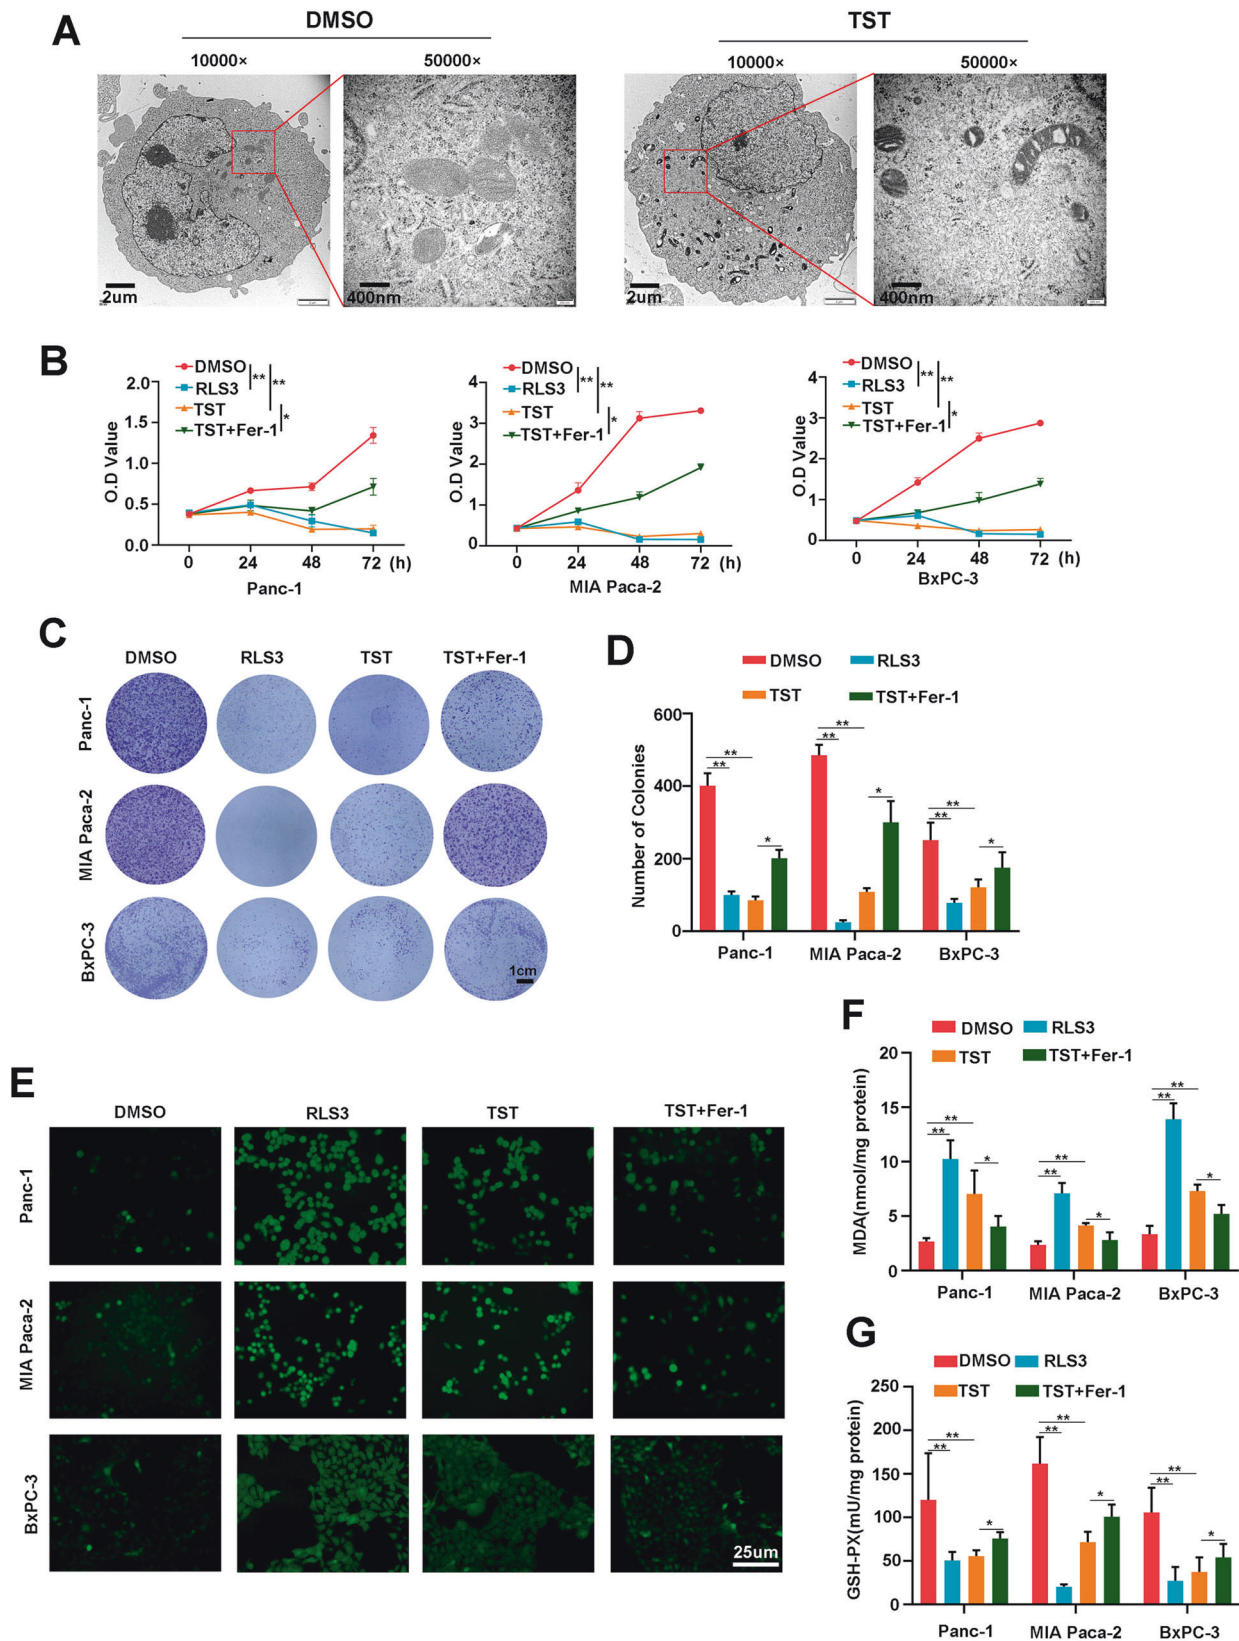 A
DMSO
TST
10000×
50000×
10000×
50000×
2um
400nm
2um
400nm
B
DMSO
RLS3
TST
TST+Fer-1
**
**
*
O.D Value
2.0
1.5
1.0
0.5
0.0
0 24 48 72 (h)
Panc-1
DMSO
RLS3
TST
TST+Fer-1
**
**
*
O.D Value
4
3
2
1
0
0 24 48 72 (h)
MIA Paca-2
DMSO
RLS3
TST
TST+Fer-1
**
**
*
O.D Value
4
3
2
1
0
0 24 48 72 (h)
BxPC-3
C
DMSO RLS3 TST TST+Fer-1
Panc-1
MIA Paca-2
BxPC-3
1cm
D
DMSO RLS3
TST TST+Fer-1
Number of Colonies
600
400
200
0
** ** *
** ** *
** ** *
Panc-1 MIA Paca-2 BxPC-3
E
DMSO RLS3 TST TST+Fer-1
Panc-1
MIA Paca-2
BxPC-3
25um
F
DMSO RLS3
TST TST+Fer-1
MDA(nmol/mg protein)
20
15
10
5
0
** ** *
** ** *
** ** *
Panc-1 MIA Paca-2 BxPC-3
G
DMSO RLS3
TST TST+Fer-1
GSH-PX(mU/mg protein)
250
200
150
100
50
0
** ** *
** ** *
** ** *
Panc-1 MIA Paca-2 BxPC-3